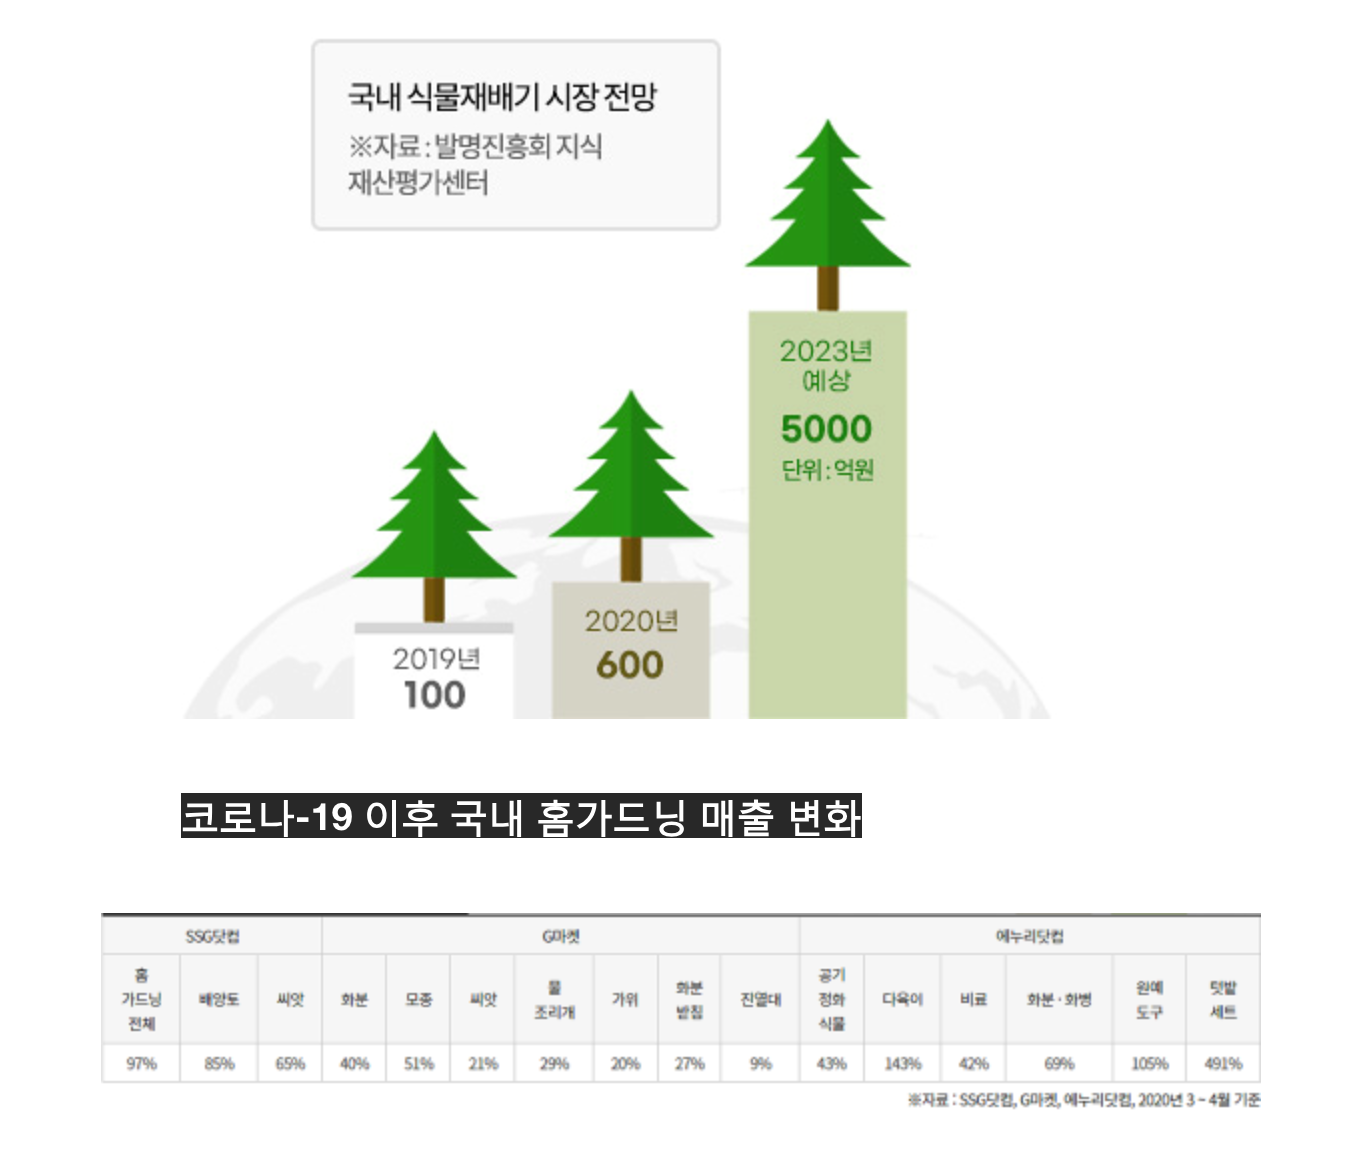 국내 식물재배기 시장 전망
※자료 : 발명진흥회 지식
재산평가센터
2023년
예상
5000
단위 : 억원
2020년
600
2019년
100
코로나-19 이후 국내 홈가드닝 매출 변화
SSG닷컴 G마켓 에누리닷컴
홈 가드닝 전체 배양토 씨앗 화분 모종 씨앗 물 조리개 가위 화분 받침 진열대 공기 정화 식물 다육이 비료 화분 · 화병 원예 도구 텃밭 세트
97% 85% 65% 40% 51% 21% 29% 20% 27% 9% 43% 143% 42% 69% 105% 491%
※자료 : SSG닷컴, G마켓, 에누리닷컴, 2020년 3 ~ 4월 기준